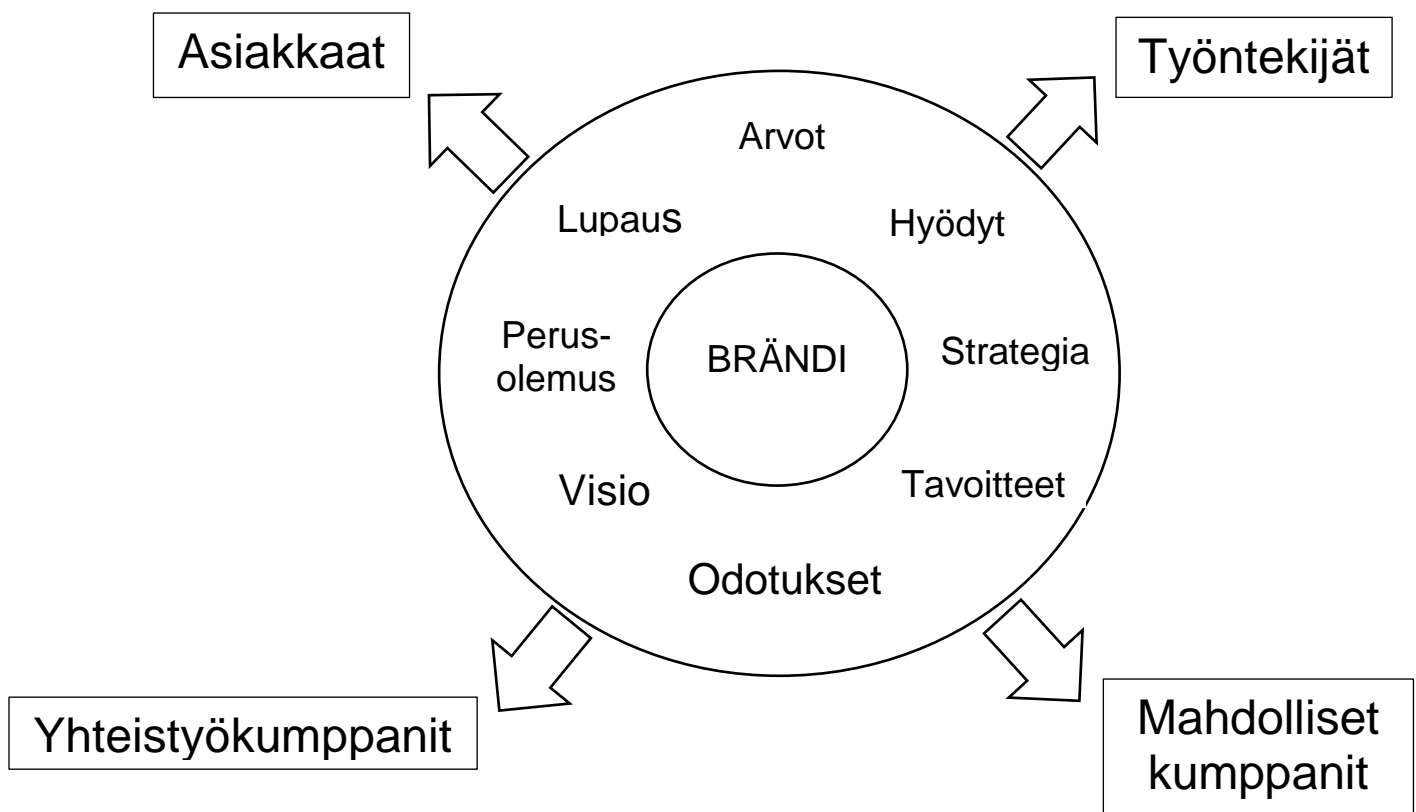 Asiakkaat
Työntekijät
Arvot
Lupaus
Hyödyt
Perus-
olemus
BRÄNDI
Strategia
Visio
Tavoitteet
Odotukset
Yhteistyökumppanit
Mahdolliset
kumppanit